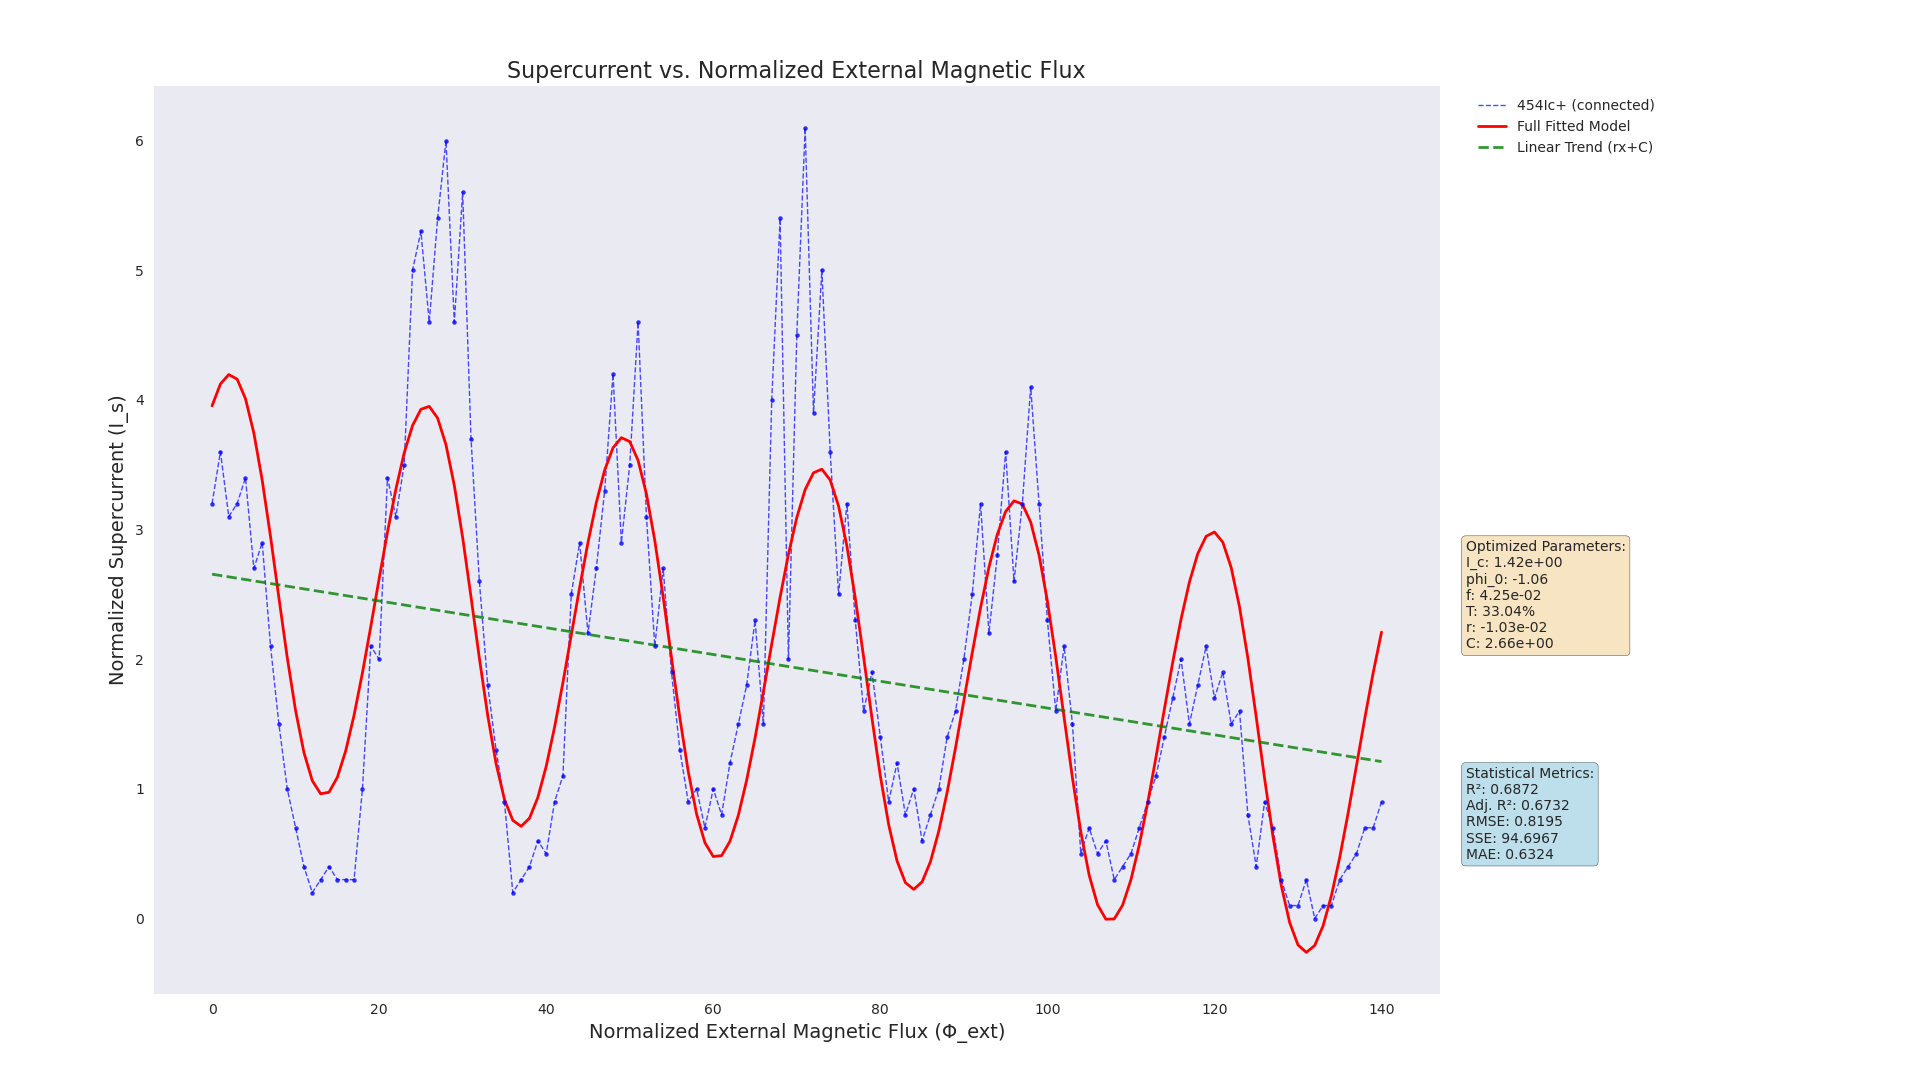 Supercurrent vs. Normalized External Magnetic Flux
454Ic+ (connected)
Full Fitted Model
Linear Trend (rx+C)
6
5
4
3
2
1
0
Normalized Supercurrent (I_s)
0 20 40 60 80 100 120 140
Normalized External Magnetic Flux (Φ_ext)
Optimized Parameters:
I_c: 1.42e+00
phi_0: -1.06
f: 4.25e-02
T: 33.04%
r: -1.03e-02
C: 2.66e+00
Statistical Metrics:
R²: 0.6872
Adj. R²: 0.6732
RMSE: 0.8195
SSE: 94.6967
MAE: 0.6324